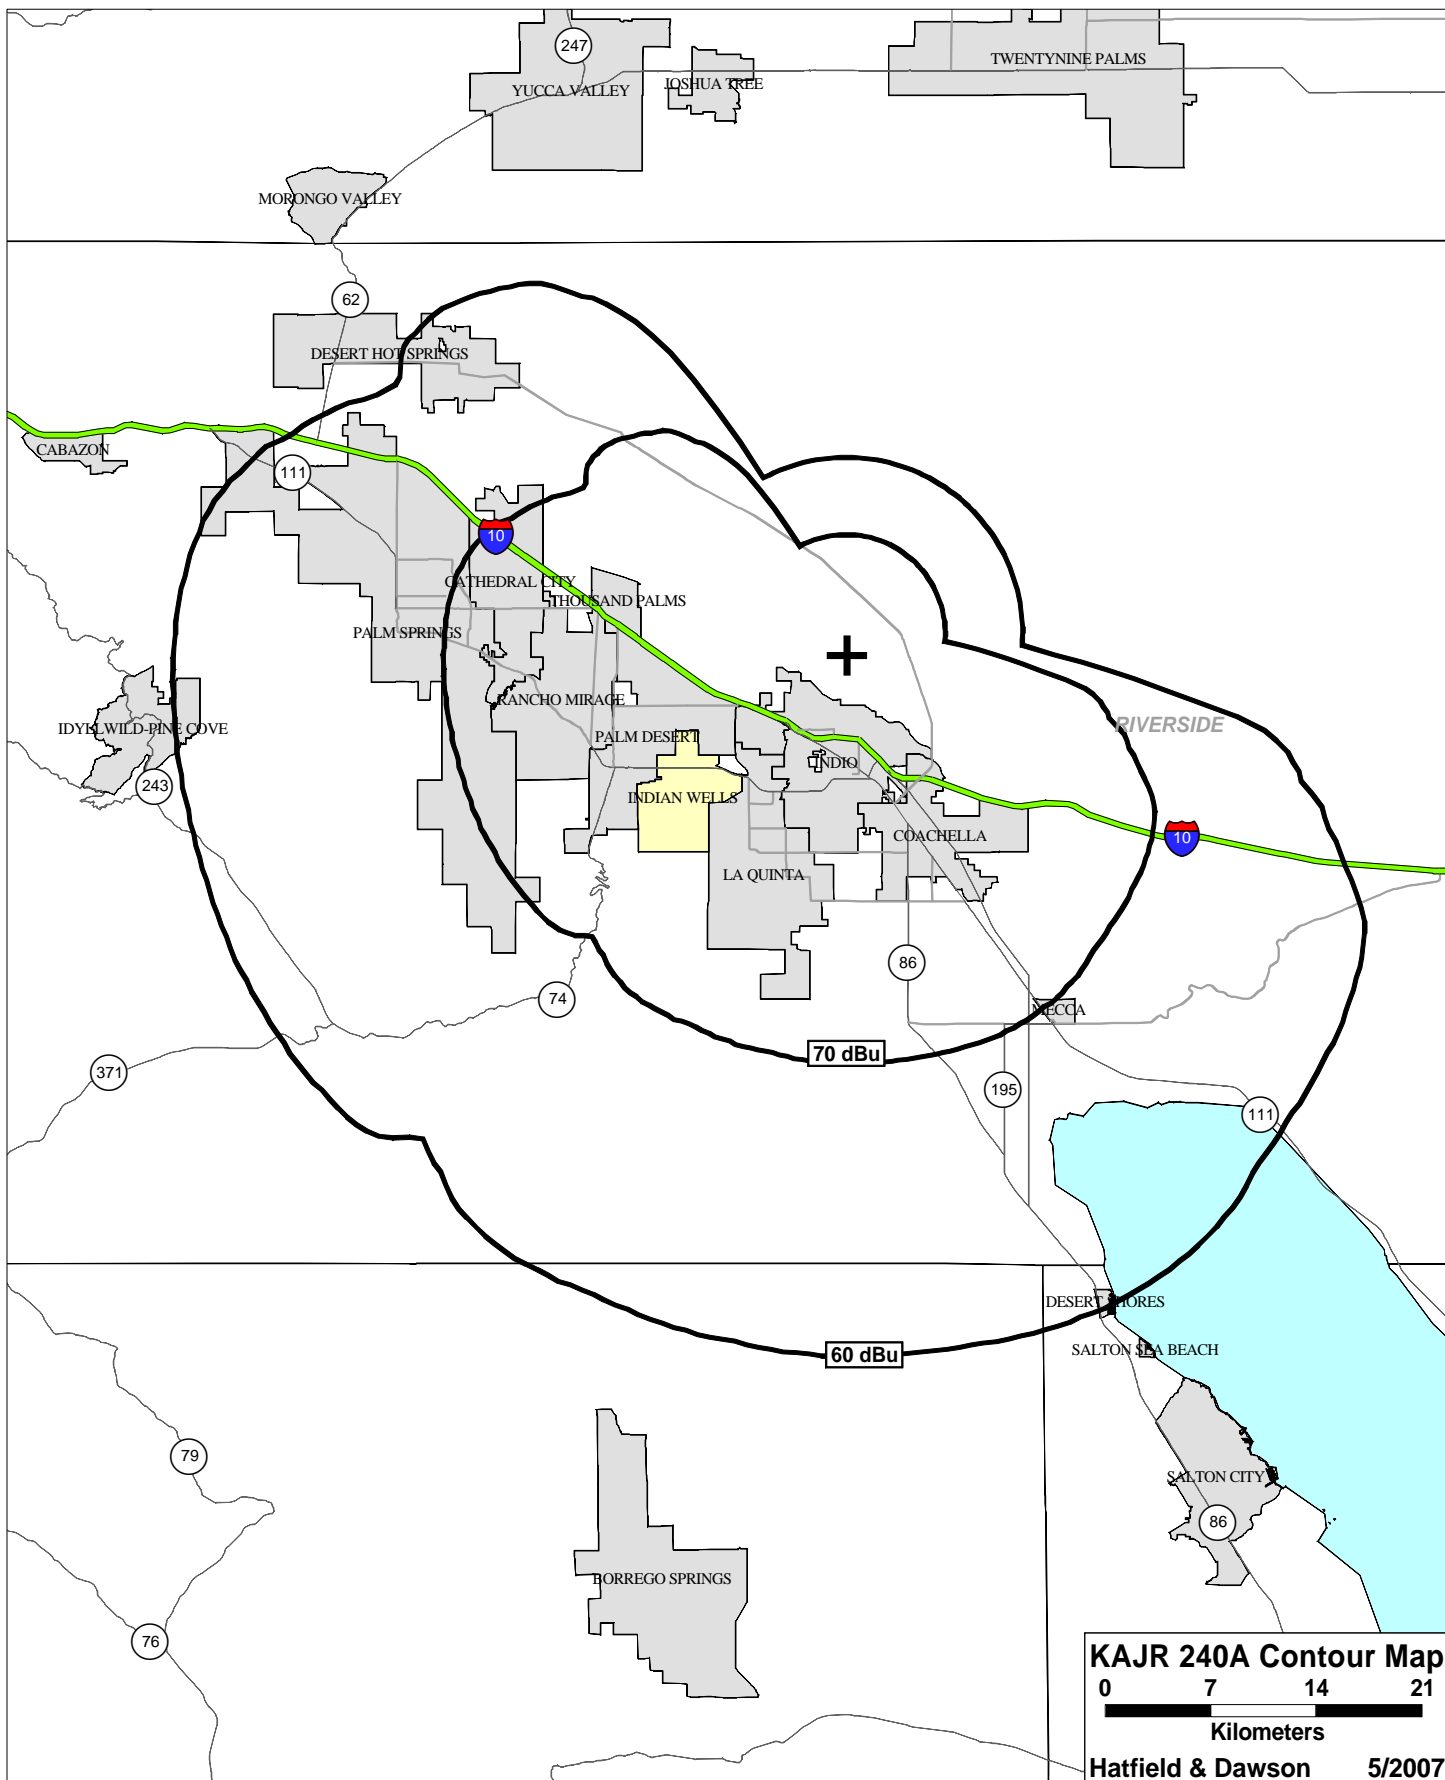 247
TWENTYNINE PALMS
JOSHUA TREE
YUCCA VALLEY
MORONGO VALLEY
62
DESERT HOT SPRINGS
CABAZON
111
10
CATHEDRAL CITY
THOUSAND PALMS
PALM SPRINGS
RANCHO MIRAGE
RIVERSIDE
IDYLLWILD-PINE COVE
PALM DESERT
INDIO
243
INDIAN WELLS
COACHELLA
10
LA QUINTA
86
74
MECCA
70 dBu
371
195
111
DESERT SHORES
SALTON SEA BEACH
60 dBu
79
SALTON CITY
86
BORREGO SPRINGS
76
KAJR 240A Contour Map
0 7 14 21
Kilometers
Hatfield & Dawson 5/2007